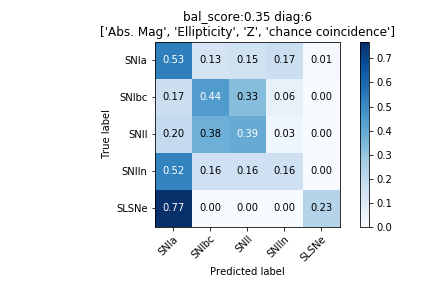 bal_score:0.35 diag:6
['Abs. Mag', 'Ellipticity', 'Z', 'chance coincidence']
True label
SNIa 0.53 0.13 0.15 0.17 0.01
SNIbc 0.17 0.44 0.33 0.06 0.00
SNII 0.20 0.38 0.39 0.03 0.00
SNIIn 0.52 0.16 0.16 0.16 0.00
SLSNe 0.77 0.00 0.00 0.00 0.23
SNIa SNIbc SNII SNIIn SLSNe
Predicted label
0.7
0.6
0.5
0.4
0.3
0.2
0.1
0.0